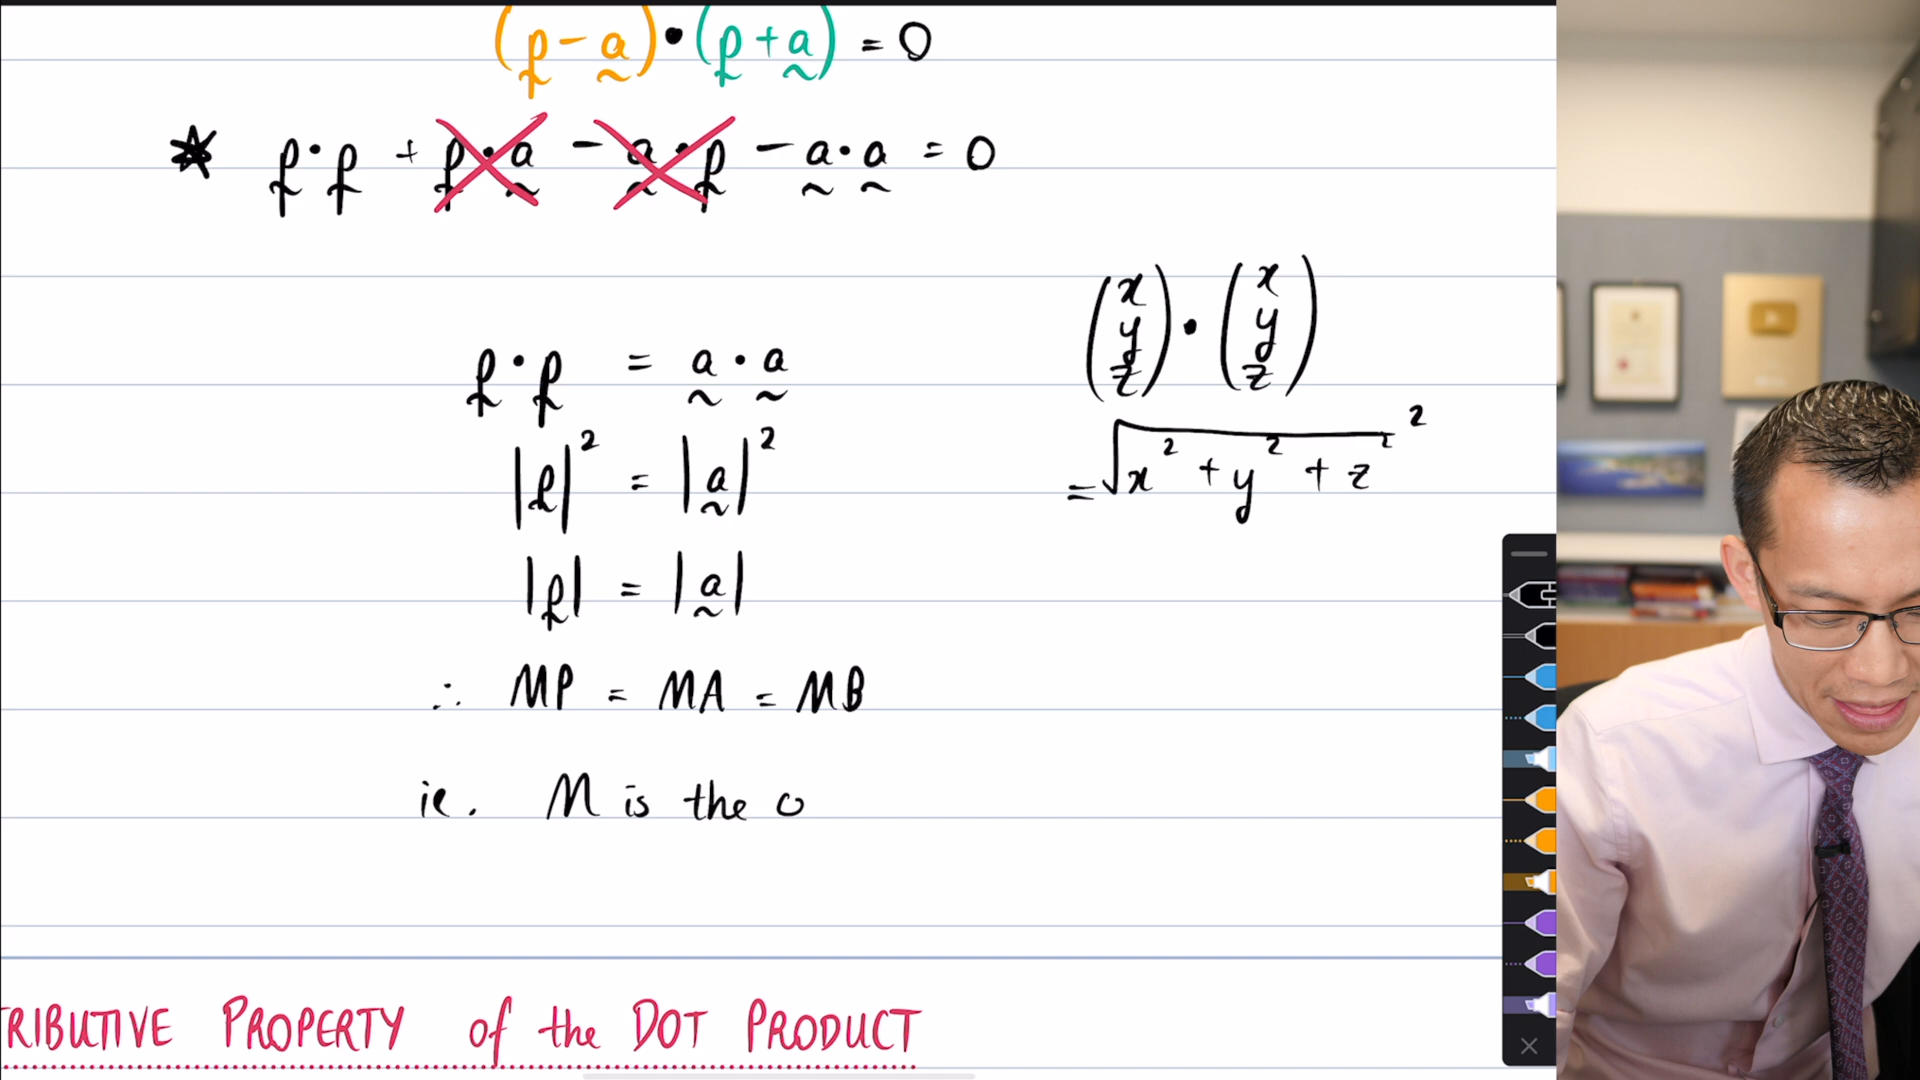 (p - a) • (p + a) = 0
* p • p + p • a - a • p - a • a = 0
p • p = a • a
|p|² = |a|²
|p| = |a|
∴ MP = MA = MB
ie. M is the o
(x y z) • (x y z)
= √x² + y² + z² ²
RIBUTIVE PROPERTY of the DOT PRODUCT